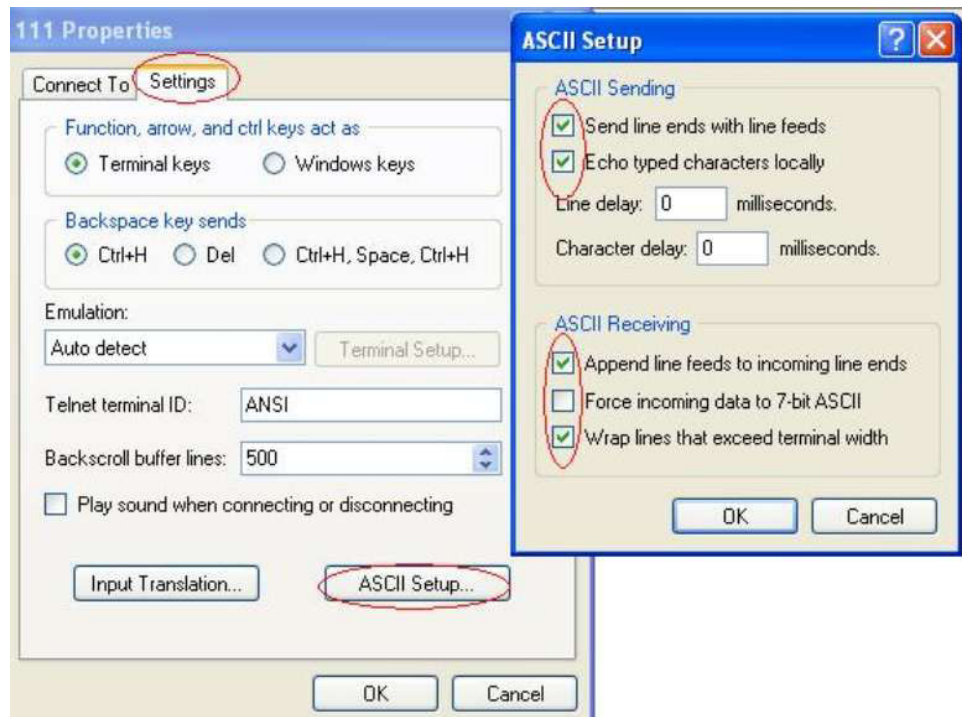 111 Properties
Connect To
Settings
Function, arrow, and ctrl keys act as
Terminal keys
Windows keys
Backspace key sends
Ctrl+H
Del
Ctrl+H, Space, Ctrl+H
Emulation:
Auto detect
Terminal Setup...
Telnet terminal ID:
ANSI
Backscroll buffer lines:
500
Play sound when connecting or disconnecting
Input Translation...
ASCII Setup...
OK
Cancel
ASCII Setup
?
ASCII Sending
Send line ends with line feeds
Echo typed characters locally
Line delay: 0 milliseconds.
Character delay: 0 milliseconds.
ASCII Receiving
Append line feeds to incoming line ends
Force incoming data to 7-bit ASCII
Wrap lines that exceed terminal width
OK
Cancel